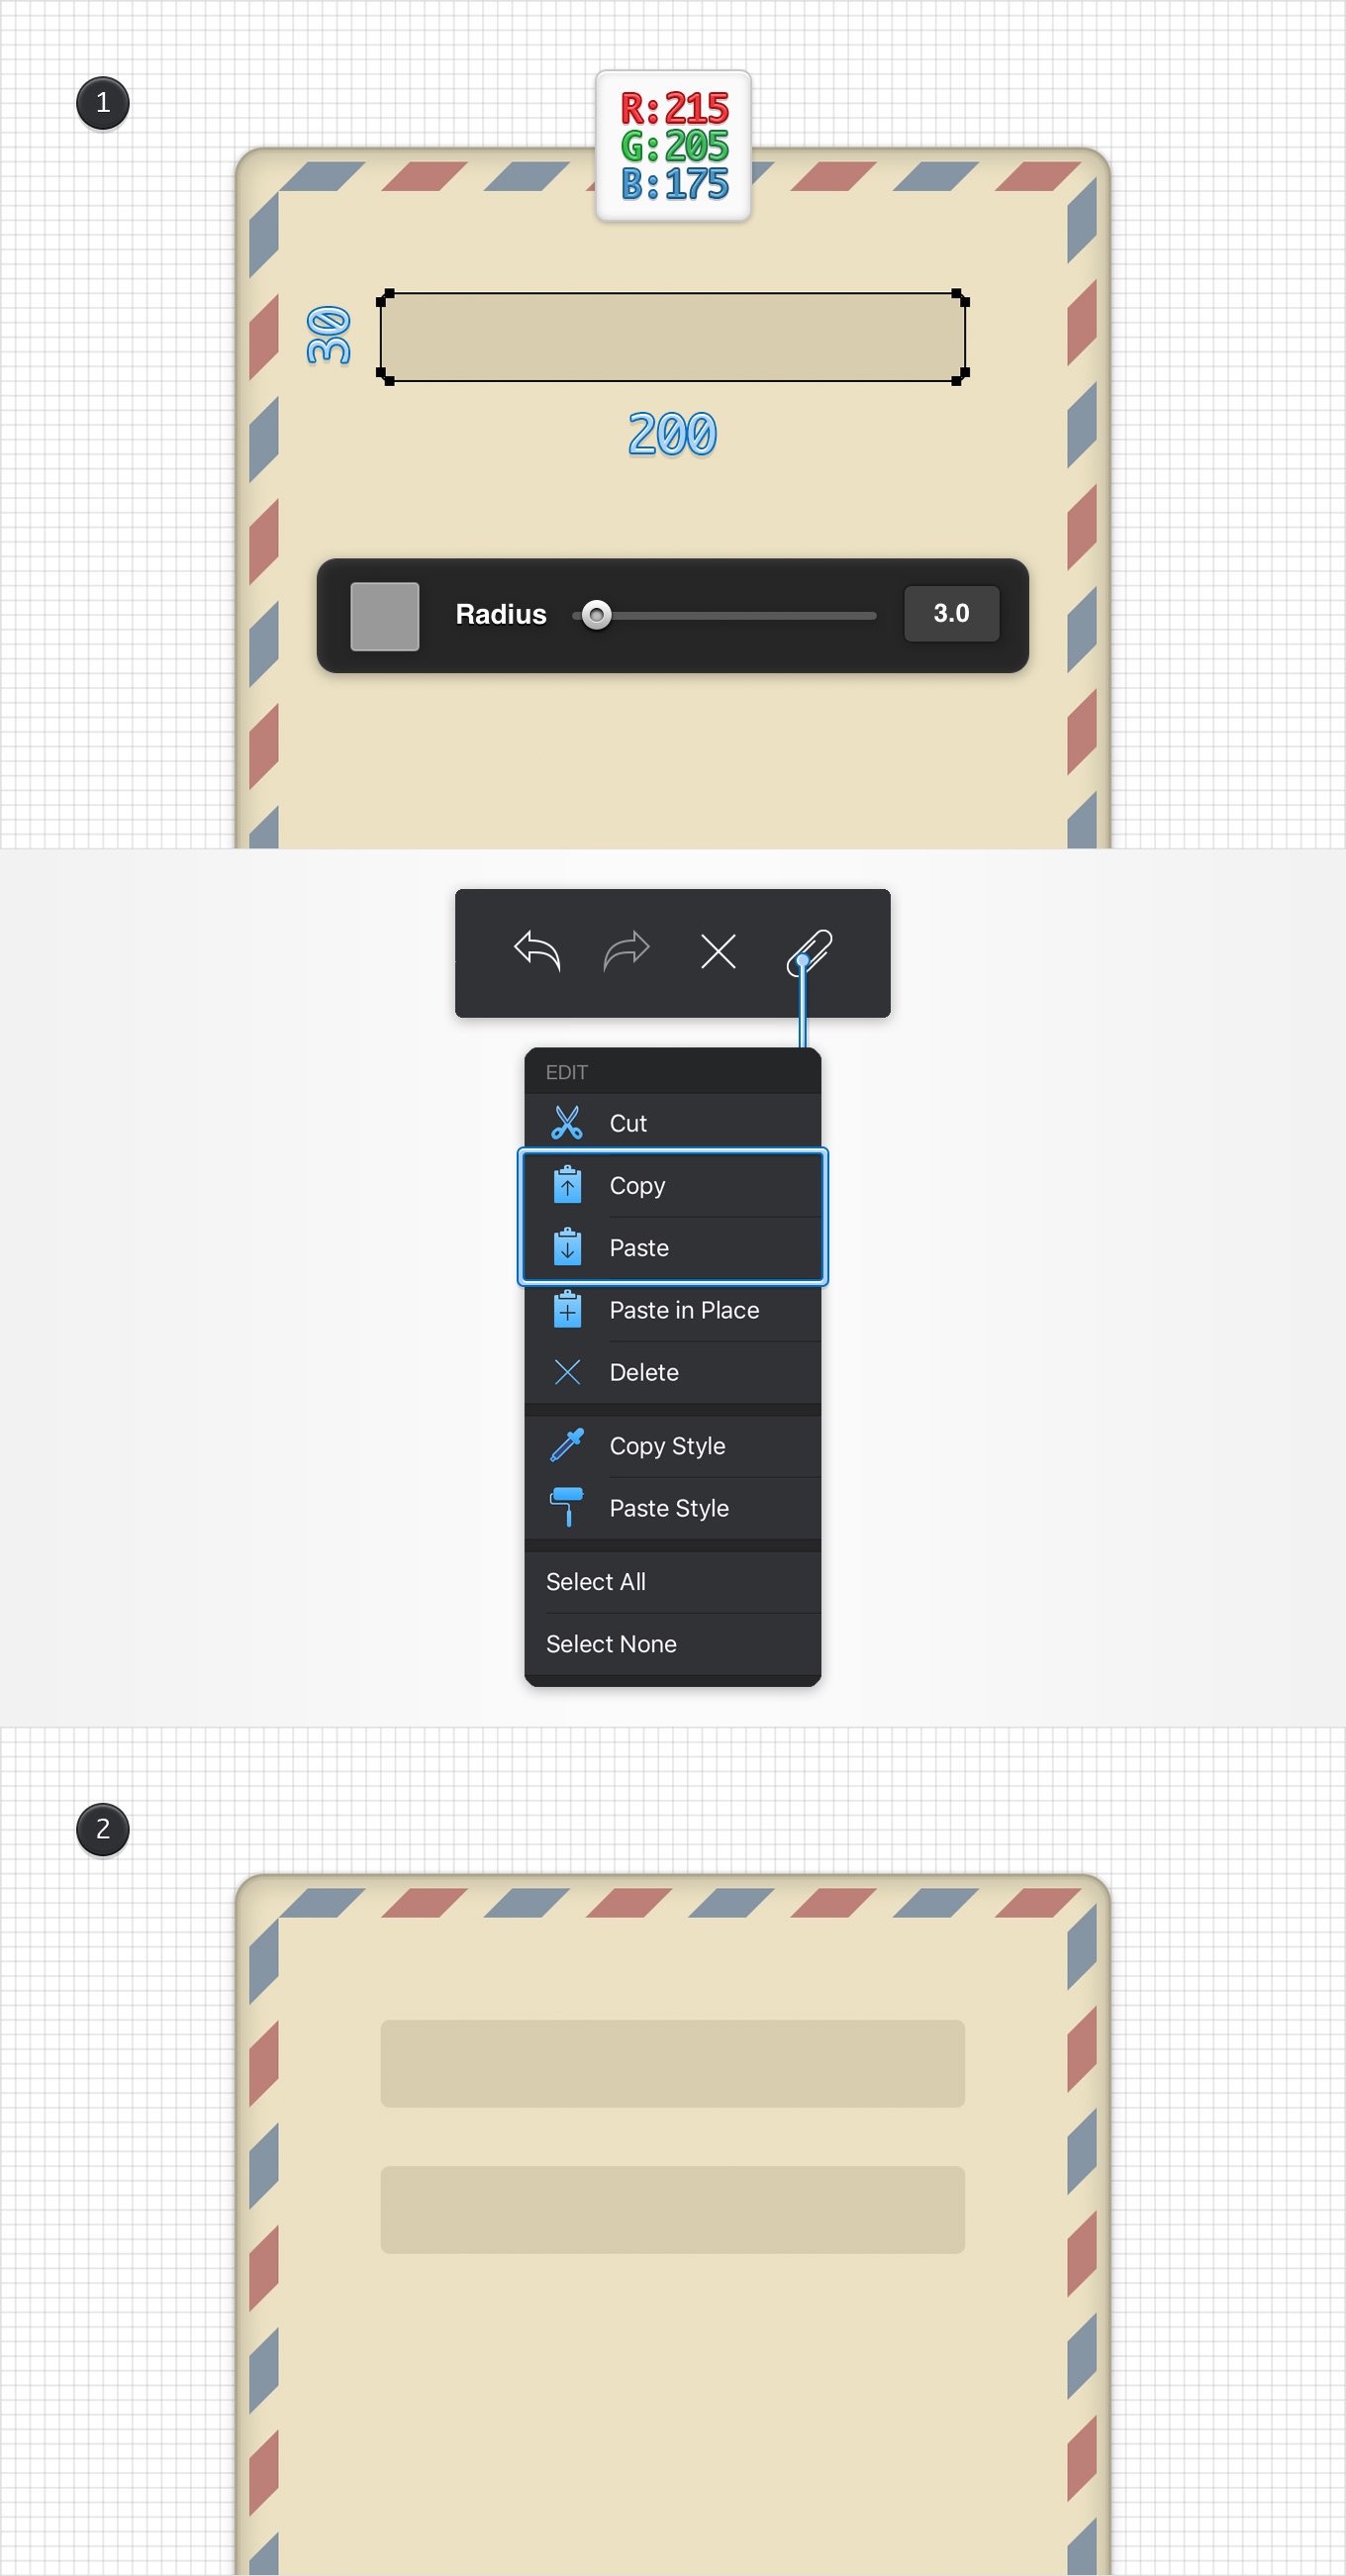 1
R:215
G:205
B:175
30
200
Radius
3.0
EDIT
Cut
Copy
Paste
Paste in Place
Delete
Copy Style
Paste Style
Select All
Select None
2